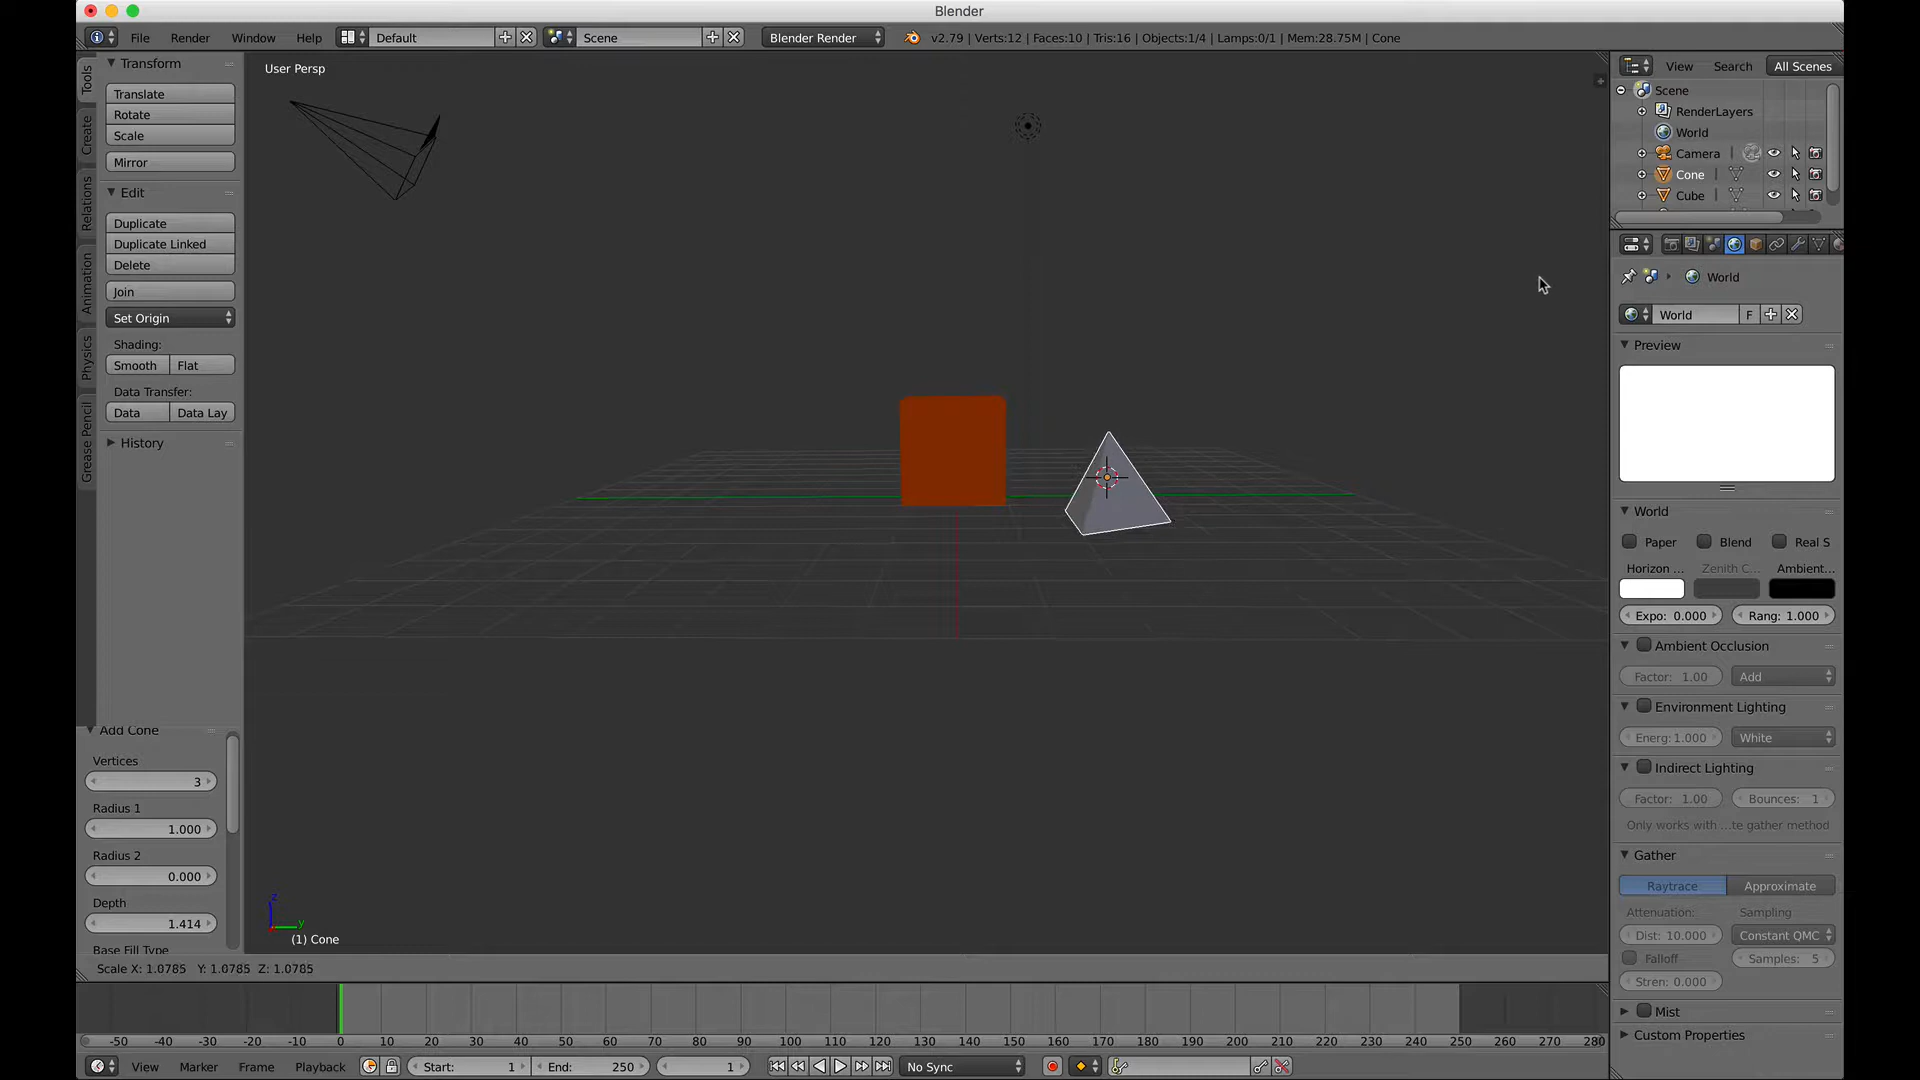 Blender
File Render Window Help Default Scene Blender Render v2.79 | Verts:12 | Faces:10 | Tris:16 | Objects:1/4 | Lamps:0/1 | Mem:28.75M | Cone
Tools
Create
Relations
Animation
Physics
Grease Pencil
Transform
Translate
Rotate
Scale
Mirror
Edit
Duplicate
Duplicate Linked
Delete
Join
Set Origin
Shading:
Smooth Flat
Data Transfer:
Data Data Lay
History
Add Cone
Vertices
3
Radius 1
1.000
Radius 2
0.000
Depth
1.414
Base Fill Type
User Persp
z
y
(1) Cone
Scale X: 1.0785 Y: 1.0785 Z: 1.0785
View Search All Scenes
Scene
RenderLayers
World
Camera
Cone
Cube
World
World F
Preview
World
Paper Blend Real S
Horizon ... Zenith C... Ambient...
Expo: 0.000 Rang: 1.000
Ambient Occlusion
Factor: 1.00 Add
Environment Lighting
Energ:1.000 White
Indirect Lighting
Factor: 1.00 Bounces: 1
Only works with ...te gather method
Gather
Raytrace Approximate
Attenuation: Sampling
Dist: 10.000 Constant QMC
Falloff Samples: 5
Stren: 0.000
Mist
Custom Properties
-50 -40 -30 -20 -10 0 10 20 30 40 50 60 70 80 90 100 110 120 130 140 150 160 170 180 190 200 210 220 230 240 250 260 270 280
View Marker Frame Playback Start: 1 End: 250 1 No Sync